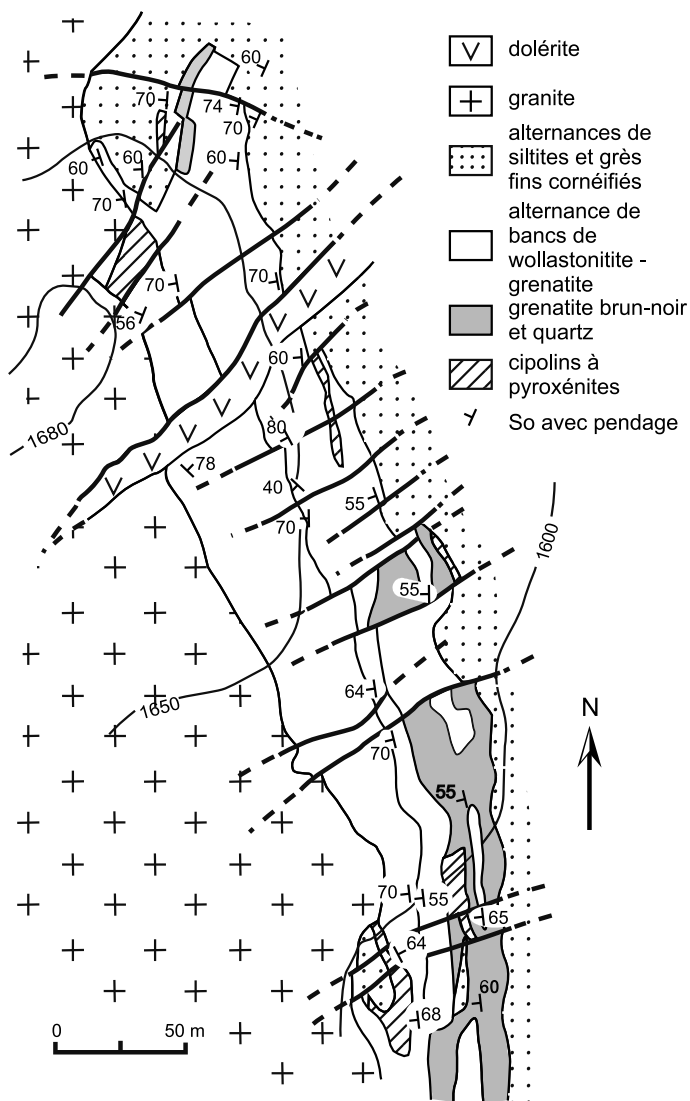 dolérite
granite
alternances de
siltites et grès
fins cornéifiés
alternance de
bancs de
wollastonitite -
grenatite
grenatite brun-noir
et quartz
cipolins à
pyroxénites
So avec pendage
60
70
74
70
60
60
60
70
70
70
56
60
1680
80
78
40
55
70
1600
55
64
1650
N
70
55
70
55
65
64
60
68
0
50 m